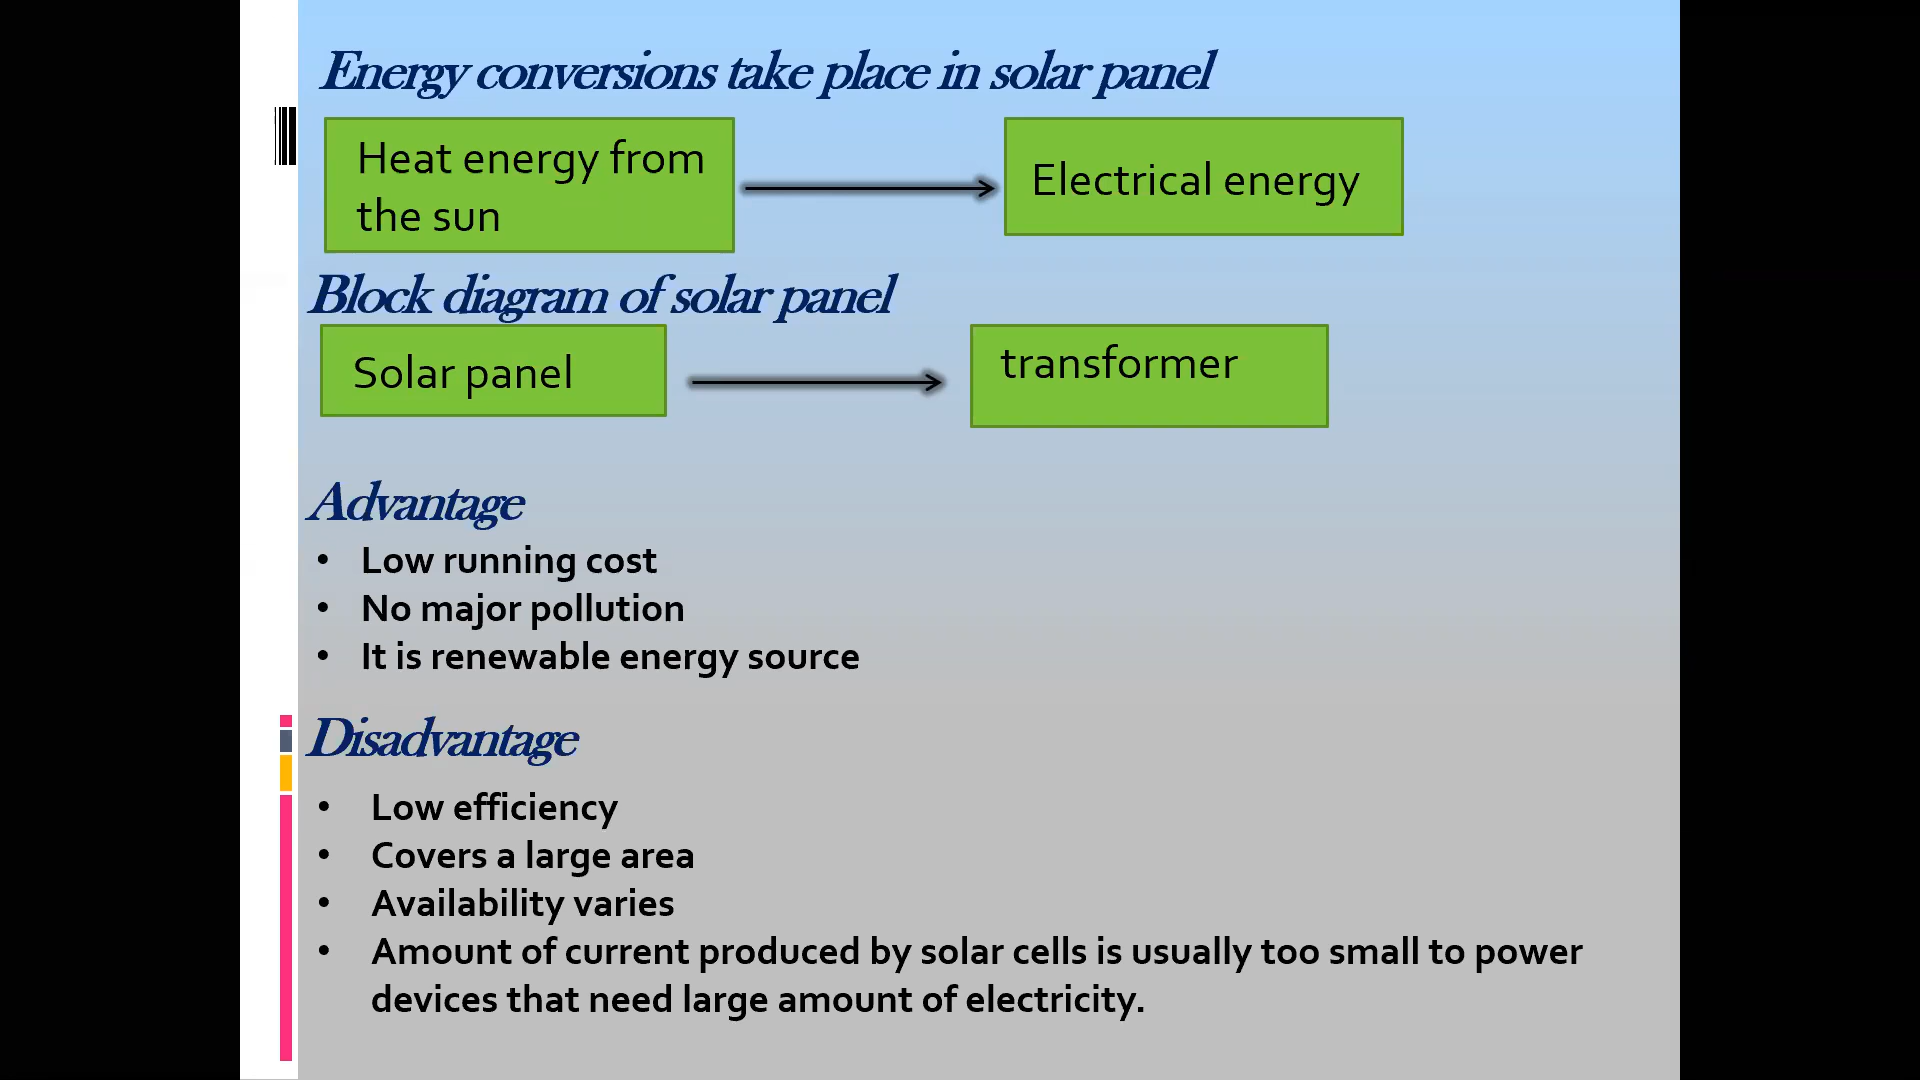 Energy conversions take place in solar panel
Heat energy from
the sun
Electrical energy
Block diagram of solar panel
Solar panel
transformer
Advantage
• Low running cost
• No major pollution
• It is renewable energy source
Disadvantage
• Low efficiency
• Covers a large area
• Availability varies
• Amount of current produced by solar cells is usually too small to power
devices that need large amount of electricity.